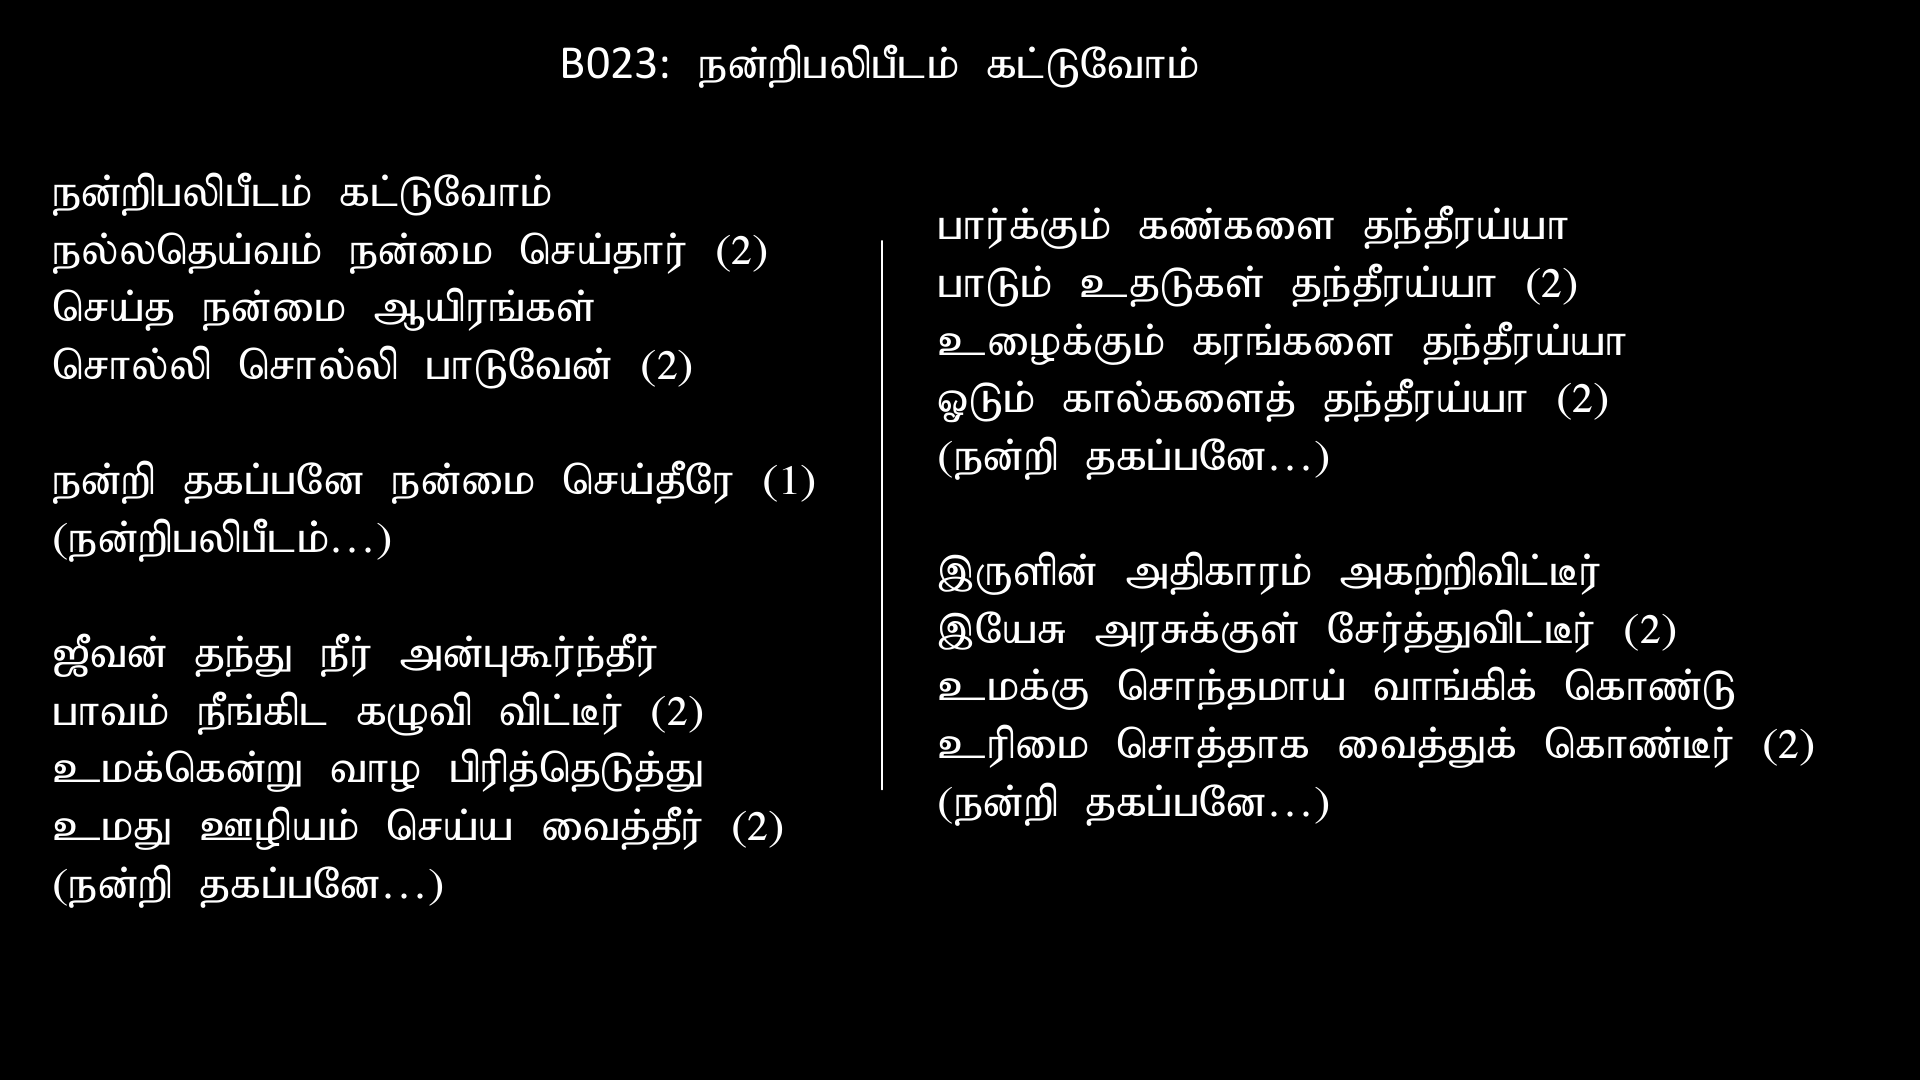 B023: நன்றிபலிபீடம் கட்டுவோம்
நன்றிபலிபீடம் கட்டுவோம்
நல்லதெய்வம் நன்மை செய்தார் (2)
செய்த நன்மை ஆயிரங்கள்
சொல்லி சொல்லி பாடுவேன் (2)
நன்றி தகப்பனே நன்மை செய்தீரே (1)
(நன்றிபலிபீடம்...)
ஜீவன் தந்து நீர் அன்புகூர்ந்தீர்
பாவம் நீங்கிட கழுவி விட்டீர் (2)
உமக்கென்று வாழ பிரித்தெடுத்து
உமது ஊழியம் செய்ய வைத்தீர் (2)
(நன்றி தகப்பனே...)
பார்க்கும் கண்களை தந்தீரய்யா
பாடும் உதடுகள் தந்தீரய்யா (2)
உழைக்கும் கரங்களை தந்தீரய்யா
ஓடும் கால்களைத் தந்தீரய்யா (2)
(நன்றி தகப்பனே...)
இருளின் அதிகாரம் அகற்றிவிட்டீர்
இயேசு அரசுக்குள் சேர்த்துவிட்டீர் (2)
உமக்கு சொந்தமாய் வாங்கிக் கொண்டு
உரிமை சொத்தாக வைத்துக் கொண்டீர் (2)
(நன்றி தகப்பனே...)